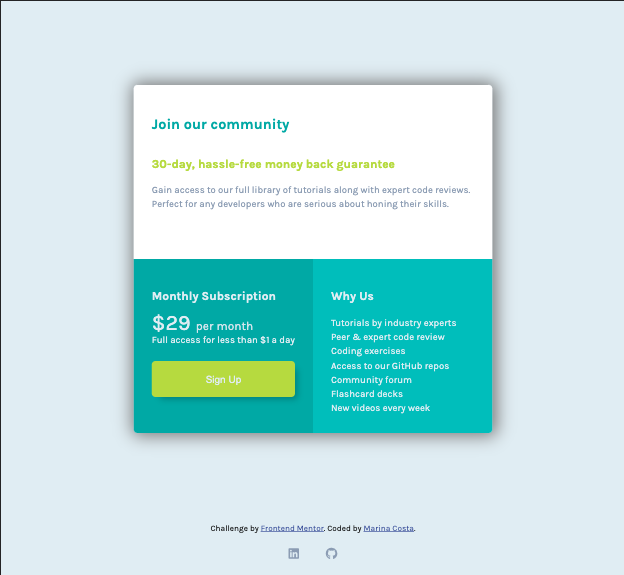 Join our community
30-day, hassle-free money back guarantee
Gain access to our full library of tutorials along with expert code reviews.
Perfect for any developers who are serious about honing their skills.
Monthly Subscription
$29 per month
Full access for less than $1 a day
Sign Up
Why Us
Tutorials by industry experts
Peer & expert code review
Coding exercises
Access to our GitHub repos
Community forum
Flashcard decks
New videos every week
Challenge by Frontend Mentor. Coded by Marina Costa.
in